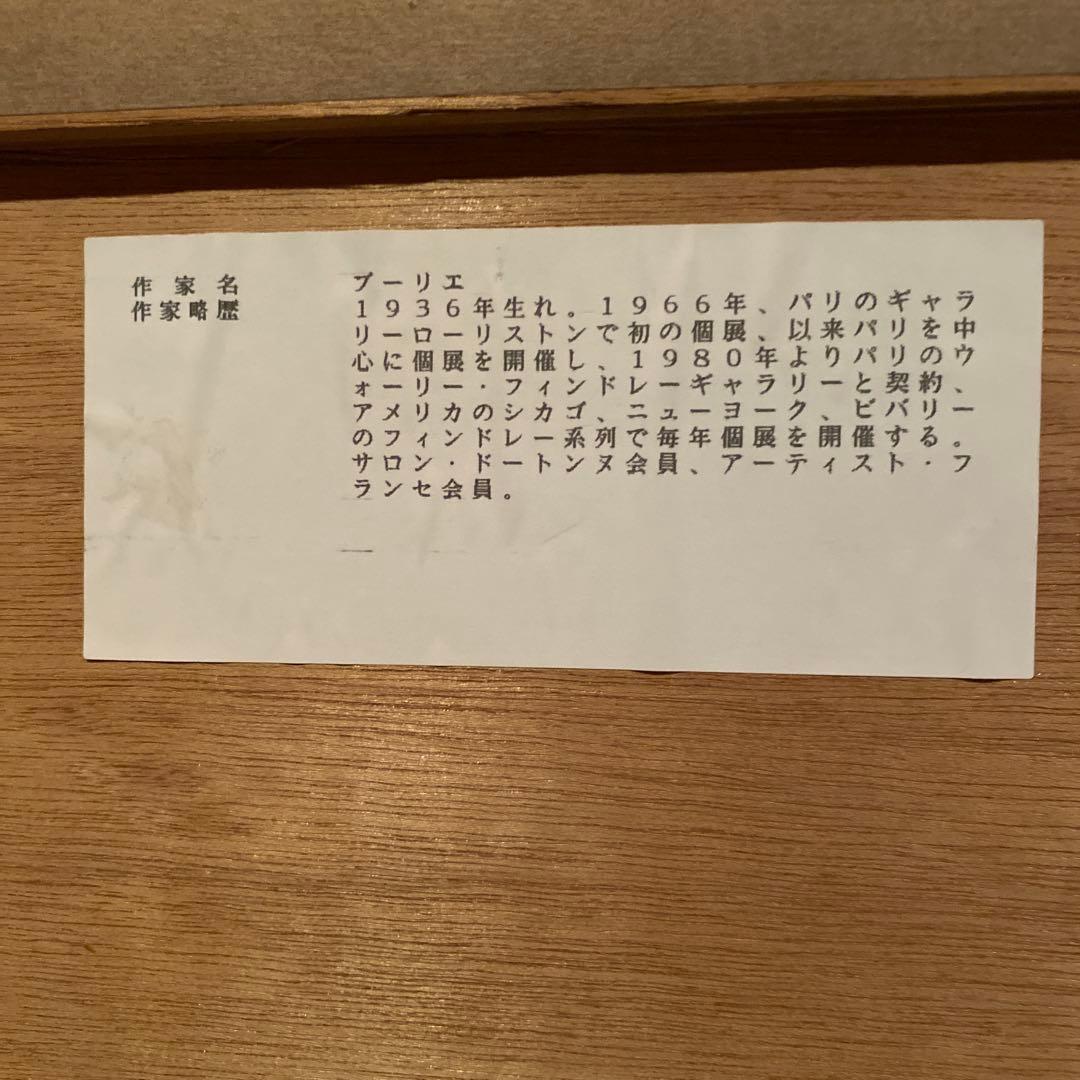 作家名 ブーリエ
作家略歴 1936年生れ。1966年、パリのギャラ
リーロー・リストンで初の個展、以来パリを中
心に個展を開催し、1980年よりパリのウ
ォーリー・フィンドレーギャラリーと契約、
アメリカのシカゴ、ニューヨーク、ビバリー
のフィンドレー系列で毎年個展を開催する。
サロン・ドートンヌ会員、アーティスト・フ
ランセ会員。